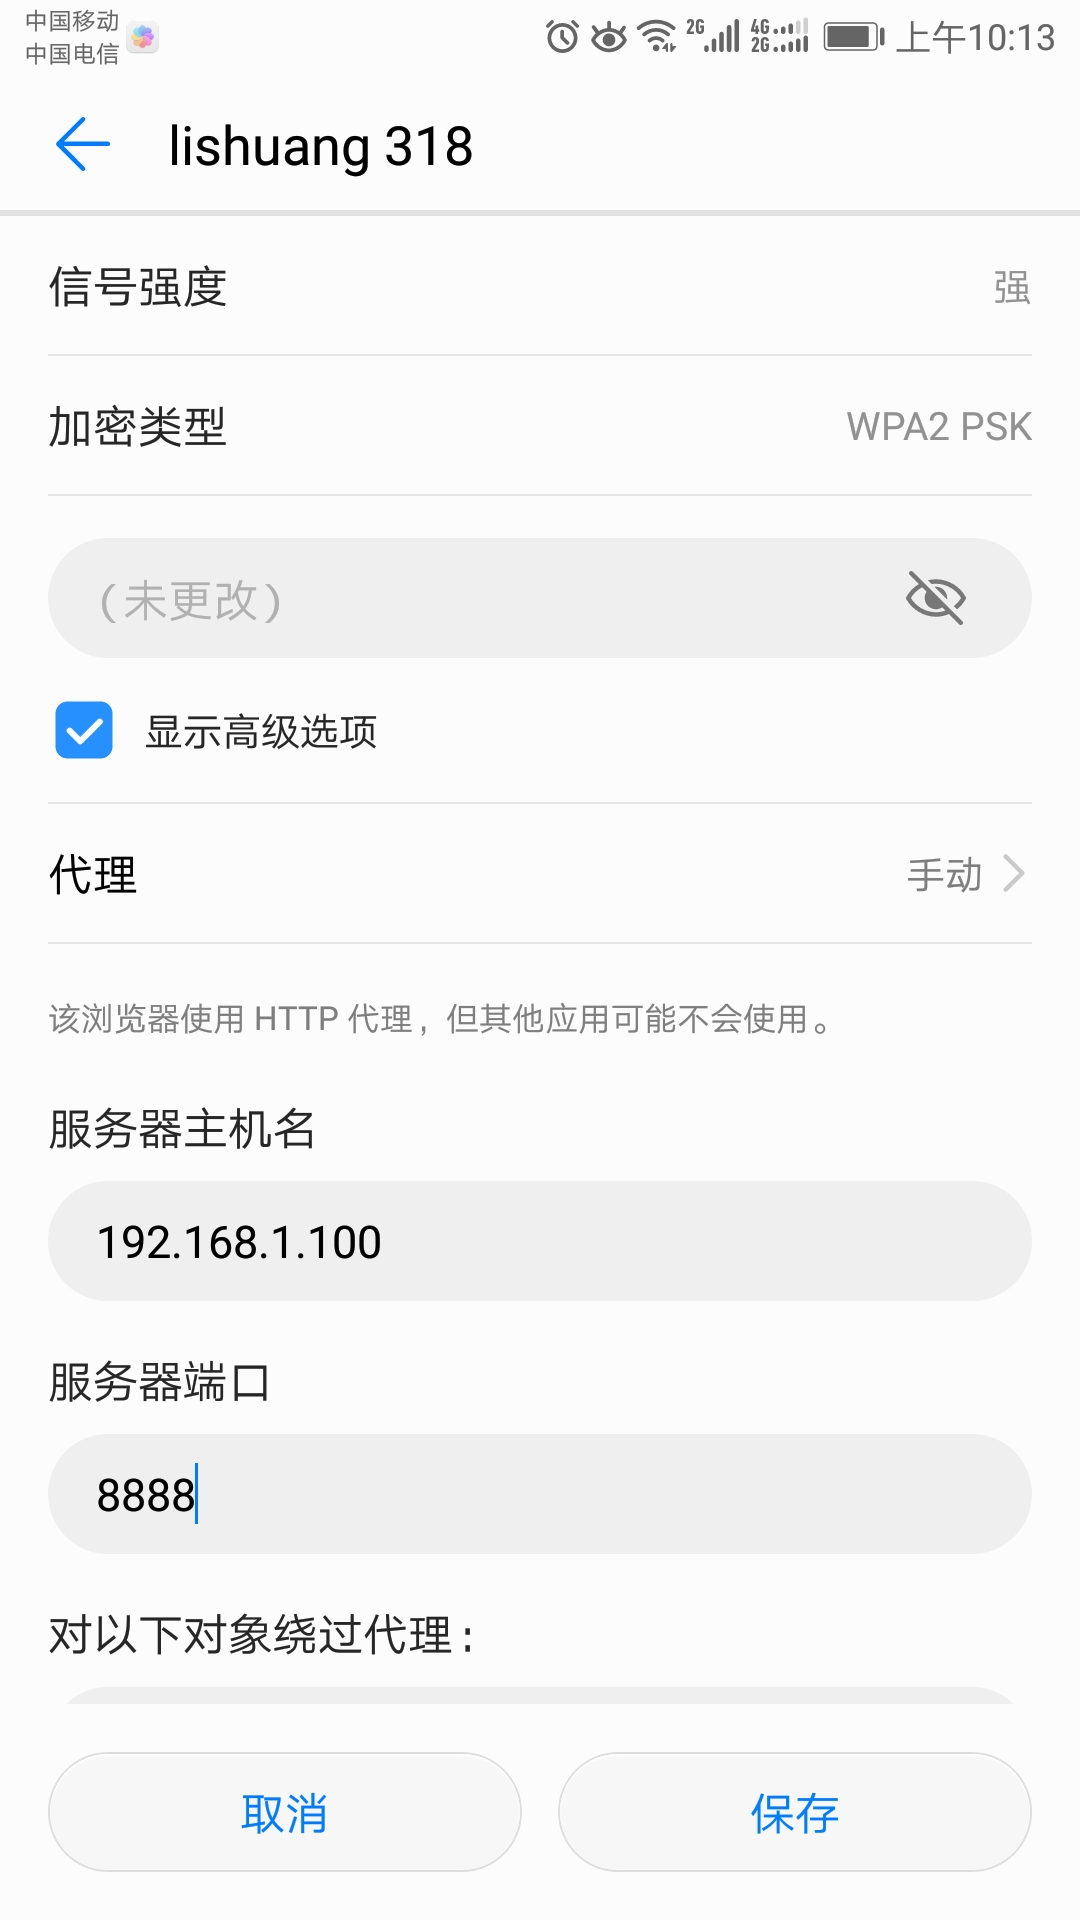 中国移动
中国电信
2G
4G
2G
上午10:13
lishuang 318
信号强度
强
加密类型
WPA2 PSK
（未更改）
显示高级选项
代理
手动
该浏览器使用 HTTP 代理，但其他应用可能不会使用。
服务器主机名
192.168.1.100
服务器端口
8888
对以下对象绕过代理：
取消
保存